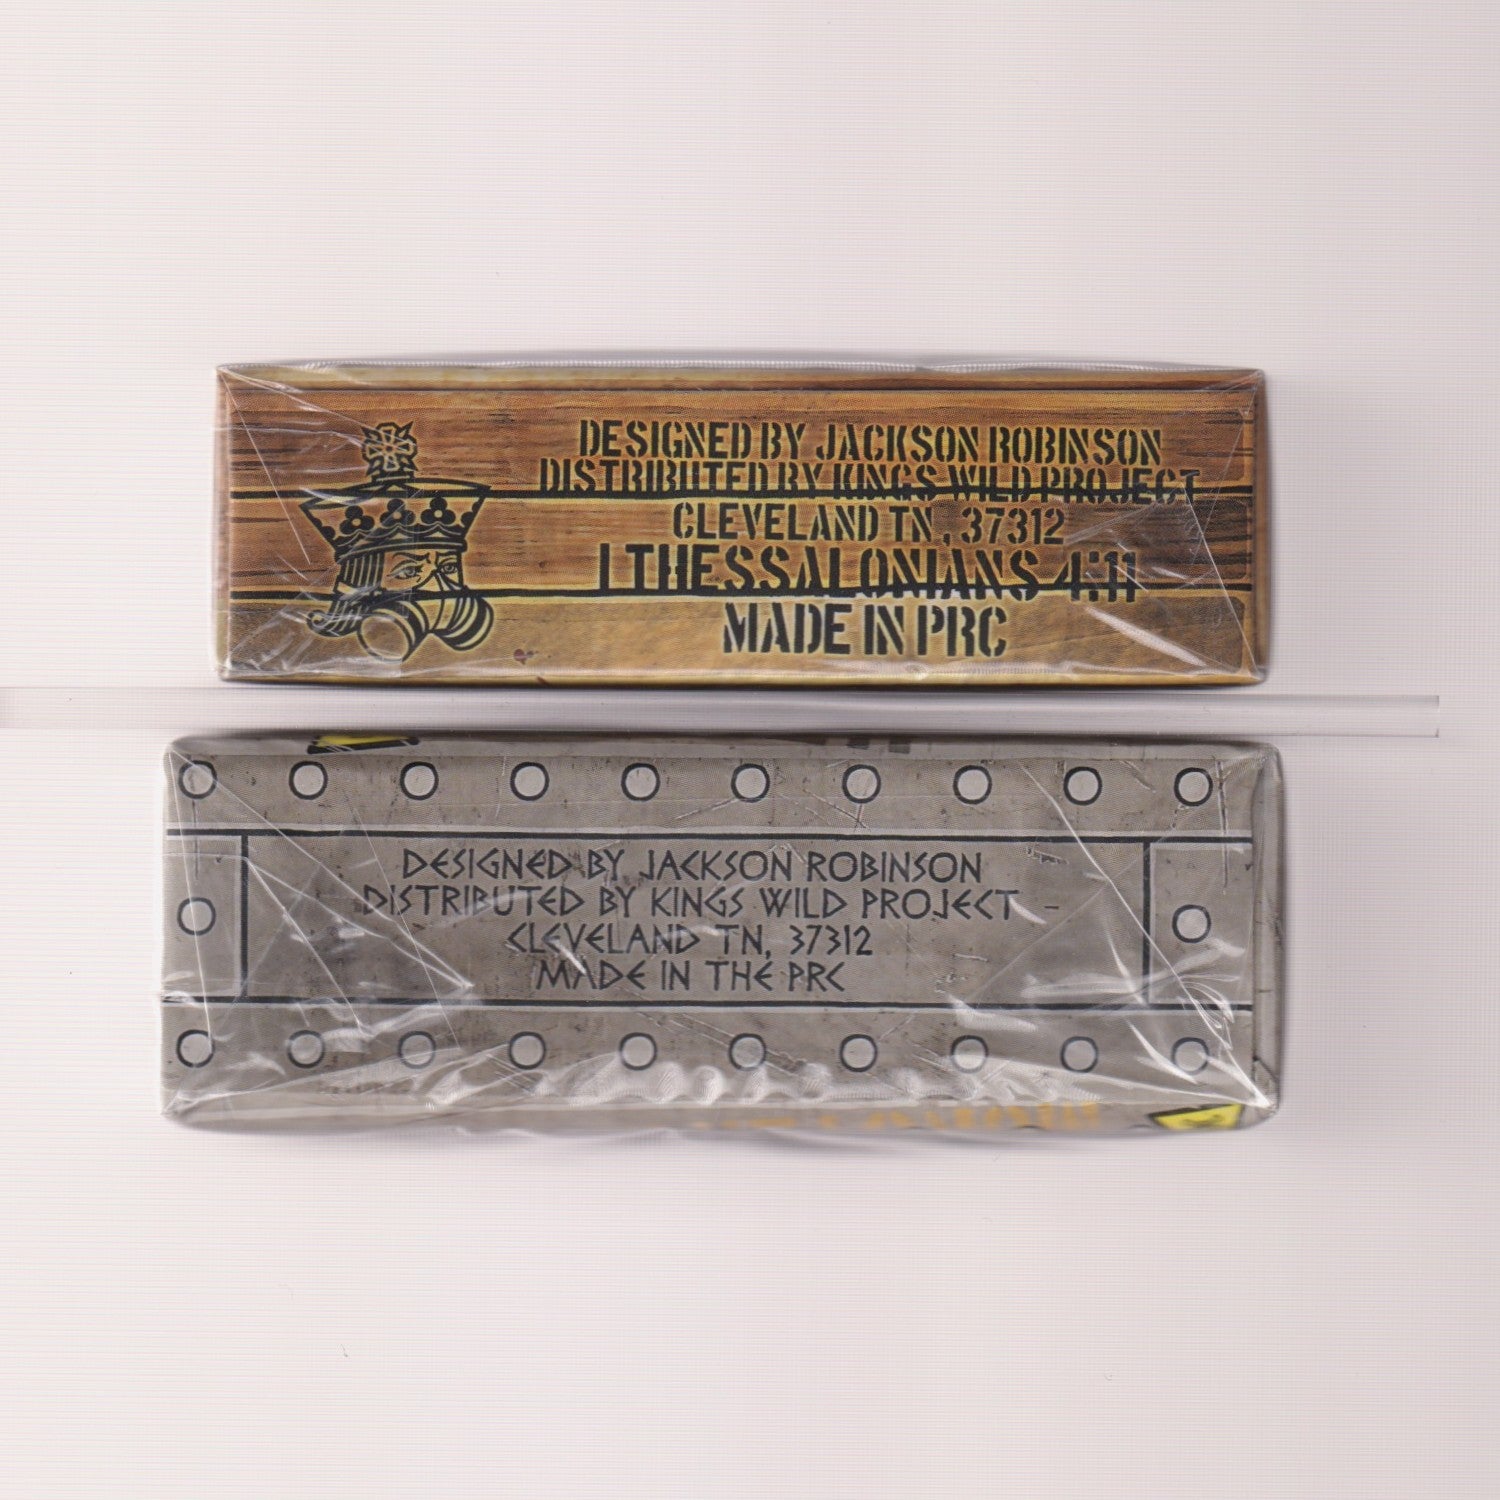 DESIGNED BY JACKSON ROBINSON
DISTRIBUTED BY KINGS WILD PROJECT
CLEVELAND TN, 37312
1 THESSALONIANS 4:11
MADE IN PRC
DESIGNED BY JACKSON ROBINSON
DISTRIBUTED BY KINGS WILD PROJECT -
CLEVELAND TN, 37312
MADE IN THE PRC